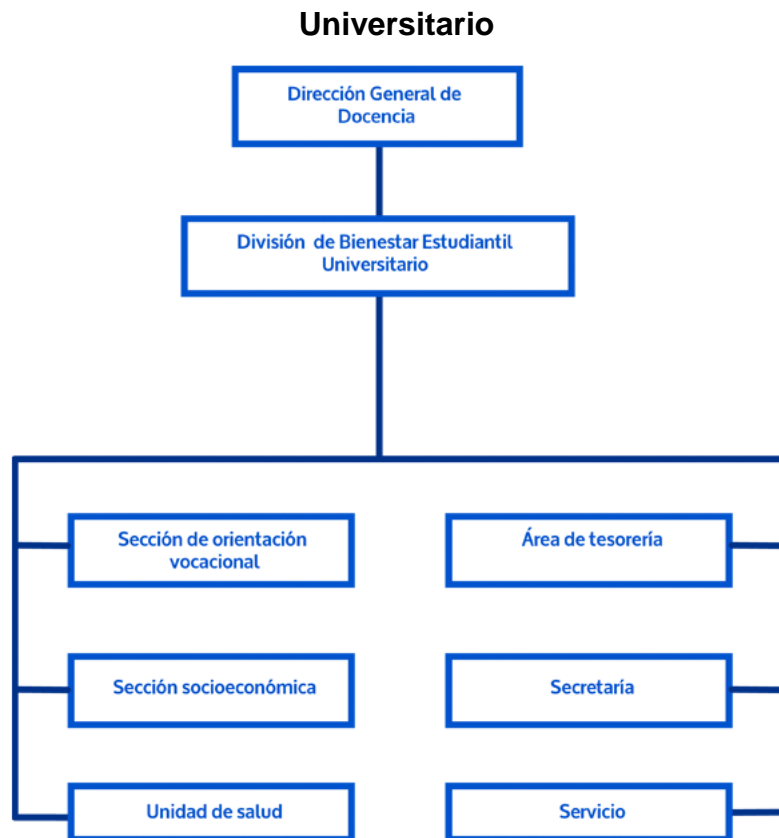 Universitario
Dirección General de
Docencia
División de Bienestar Estudiantil
Universitario
Sección de orientación
vocacional
Área de tesorería
Sección socioeconómica
Secretaría
Unidad de salud
Servicio